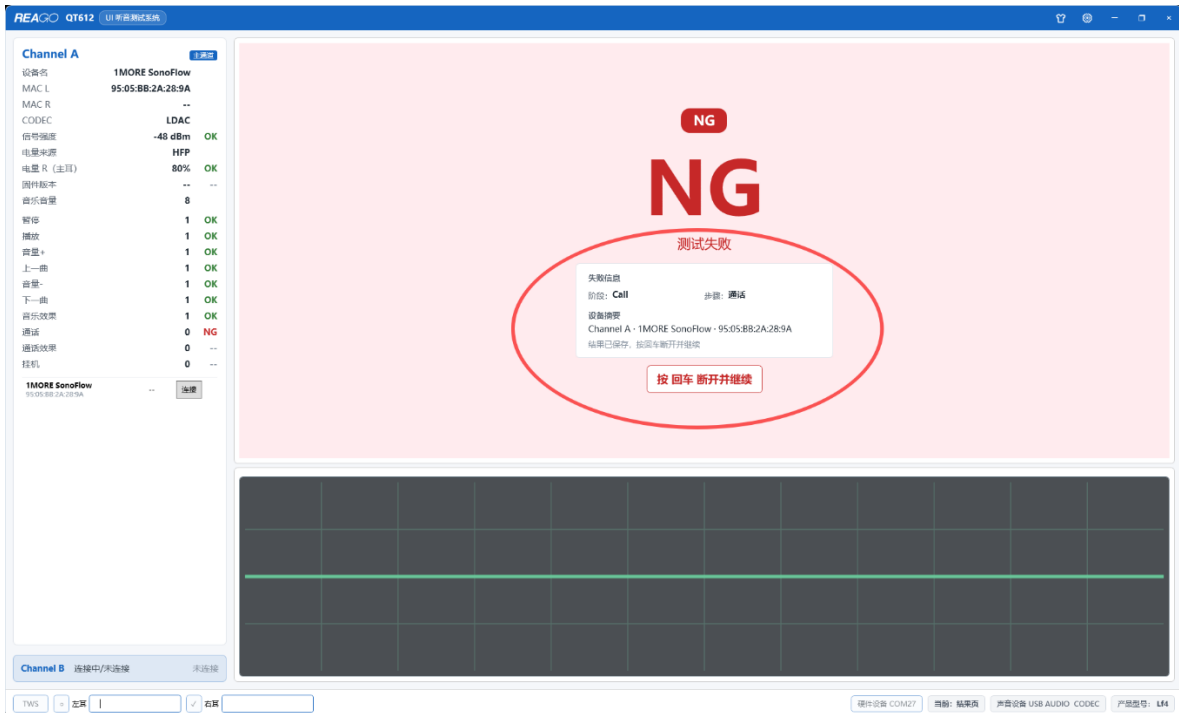 REAGO QT612 UI 听音测试系统
Channel A 主通道
设备名 1MORE SonoFlow
MAC L 95:05:BB:2A:28:9A
MAC R --
CODEC LDAC
信号强度 -48 dBm OK
电量来源 HFP
电量 R（主耳） 80% OK
固件版本 -- --
音乐音量 8
暂停 1 OK
播放 1 OK
音量+ 1 OK
上一曲 1 OK
音量- 1 OK
下一曲 1 OK
音乐效果 1 OK
通话 0 NG
通话效果 0 --
挂机 0 --
1MORE SonoFlow -- 连接
95:05:BB:2A:28:9A
Channel B 连接中/未连接 未连接
NG
NG
测试失败
失败信息
阶段： Call 步骤： 通话
设备摘要
Channel A · 1MORE SonoFlow · 95:05:BB:2A:28:9A
结果已保存，按回车断开并继续
按 回车 断开并继续
TWS 左耳 右耳 硬件设备 COM27 当前：结果页 声音设备 USB AUDIO CODEC 产品型号： Lf4